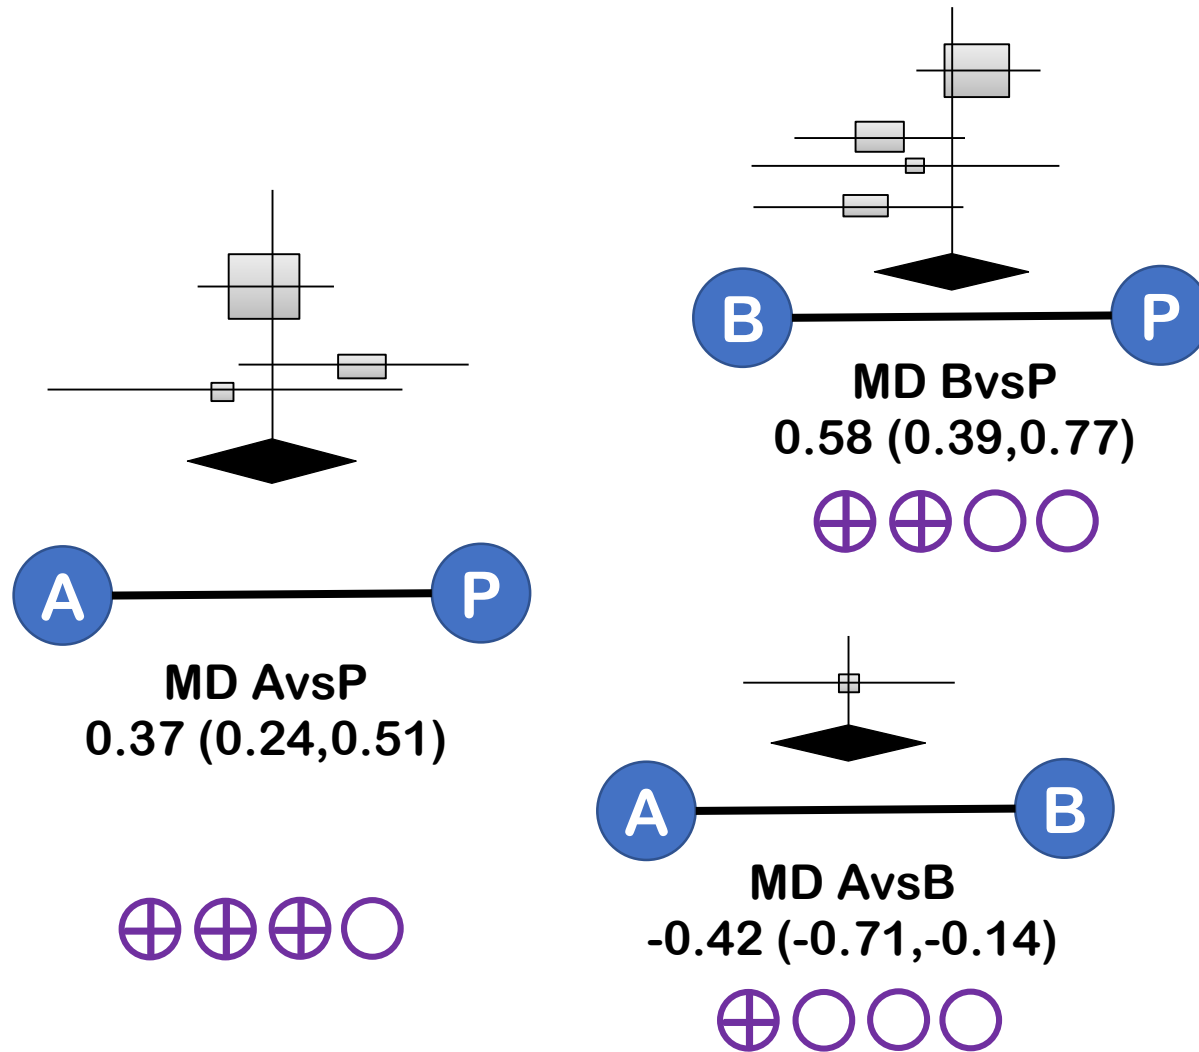 B P
MD BvsP
0.58 (0.39,0.77)
A P
MD AvsP
0.37 (0.24,0.51)
A B
MD AvsB
-0.42 (-0.71,-0.14)